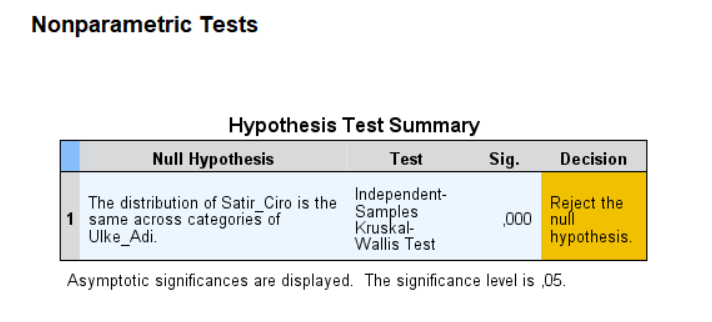 Nonparametric Tests
Hypothesis Test Summary
Null Hypothesis Test Sig. Decision
1 The distribution of Satir_Ciro is the same across categories of Ulke_Adi. Independent-Samples Kruskal-Wallis Test ,000 Reject the null hypothesis.
Asymptotic significances are displayed. The significance level is ,05.